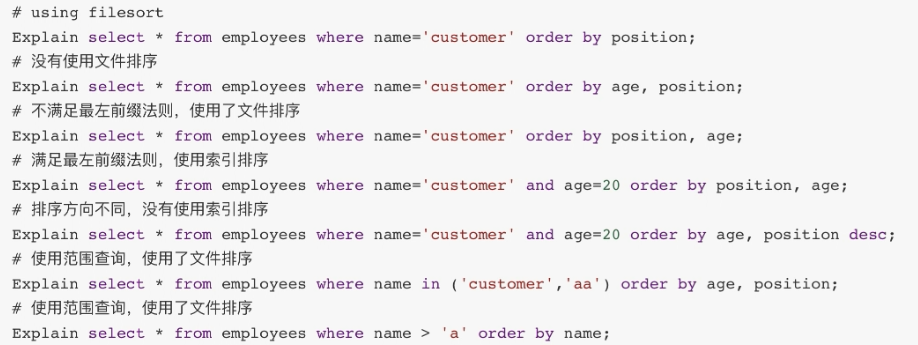 # using filesort
Explain select * from employees where name='customer' order by position;
# 没有使用文件排序
Explain select * from employees where name='customer' order by age, position;
# 不满足最左前缀法则，使用了文件排序
Explain select * from employees where name='customer' order by position, age;
# 满足最左前缀法则，使用索引排序
Explain select * from employees where name='customer' and age=20 order by position, age;
# 排序方向不同，没有使用索引排序
Explain select * from employees where name='customer' and age=20 order by age, position desc;
# 使用范围查询，使用了文件排序
Explain select * from employees where name in ('customer','aa') order by age, position;
# 使用范围查询，使用了文件排序
Explain select * from employees where name > 'a' order by name;